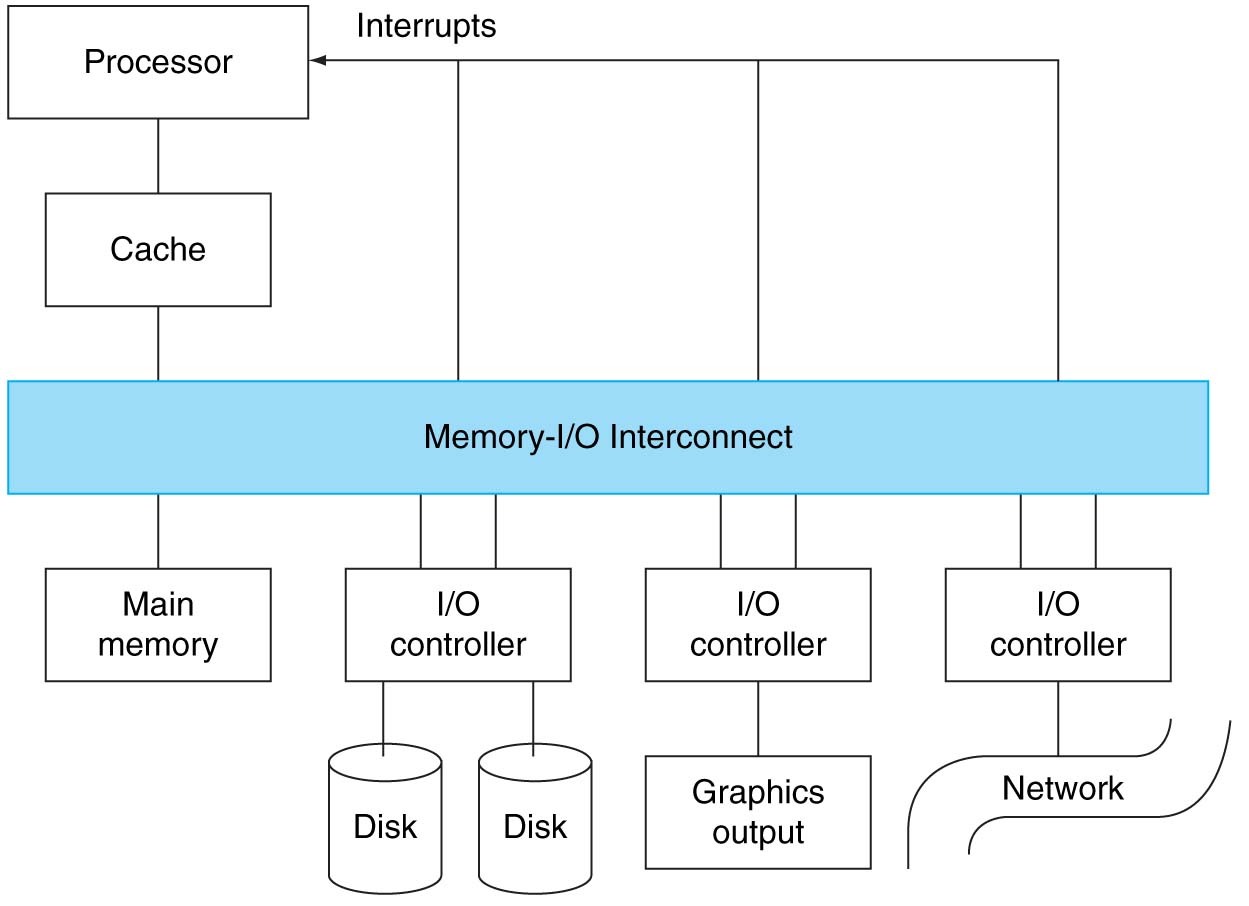 Interrupts
Processor
Cache
Memory-I/O Interconnect
Main
memory
I/O
controller
I/O
controller
I/O
controller
Disk
Disk
Graphics
output
Network